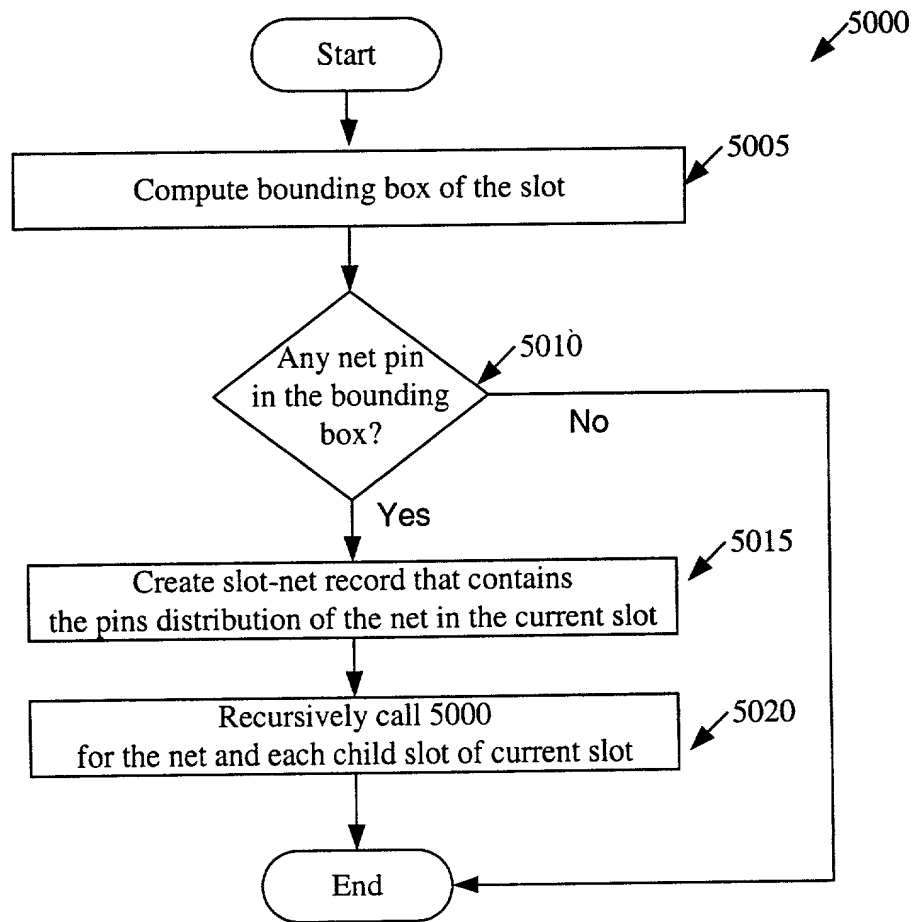 5000
Start
5005
Compute bounding box of the slot
5010
Any net pin
in the bounding
box?
No
Yes
5015
Create slot-net record that contains
the pins distribution of the net in the current slot
5020
Recursively call 5000
for the net and each child slot of current slot
End